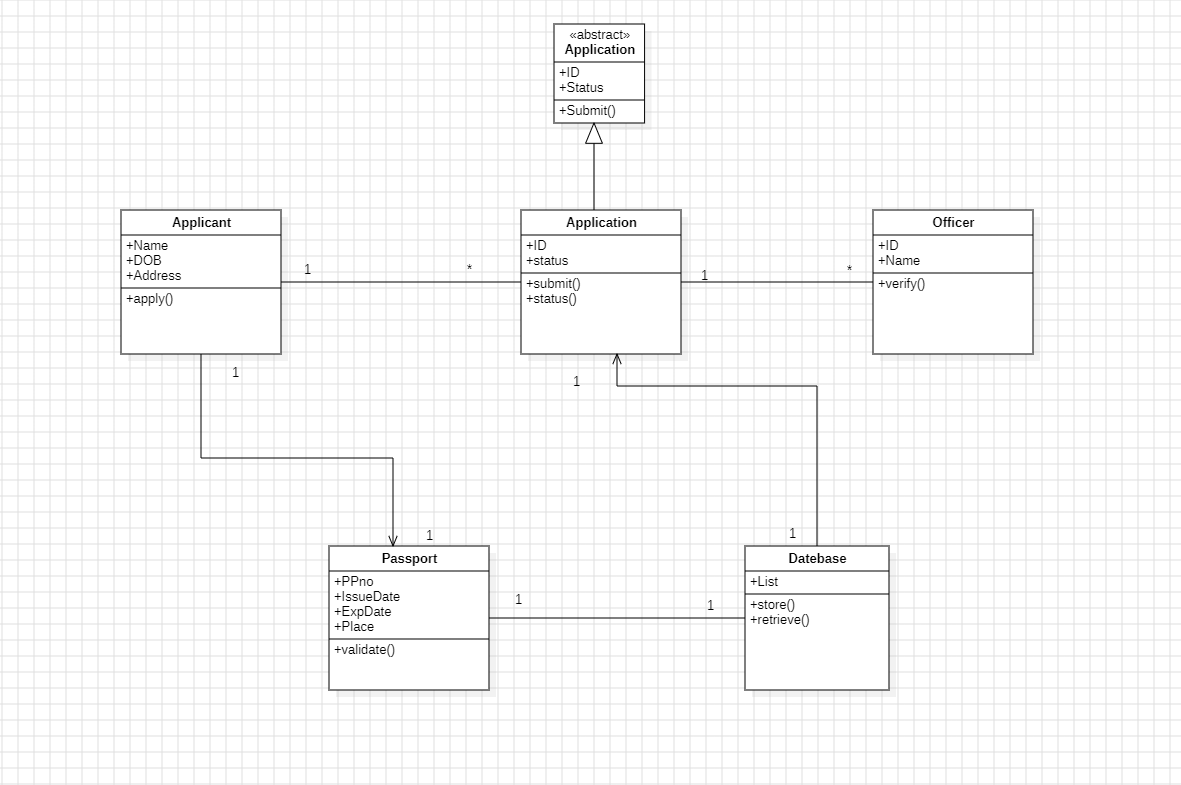 «abstract»
Application
+ID
+Status
+Submit()
Applicant
+Name
+DOB
+Address
+apply()
1
*
Application
+ID
+status
+submit()
+status()
1
*
Officer
+ID
+Name
+verify()
1
1
1
1
Passport
+PPno
+IssueDate
+ExpDate
+Place
+validate()
1
1
Datebase
+List
+store()
+retrieve()